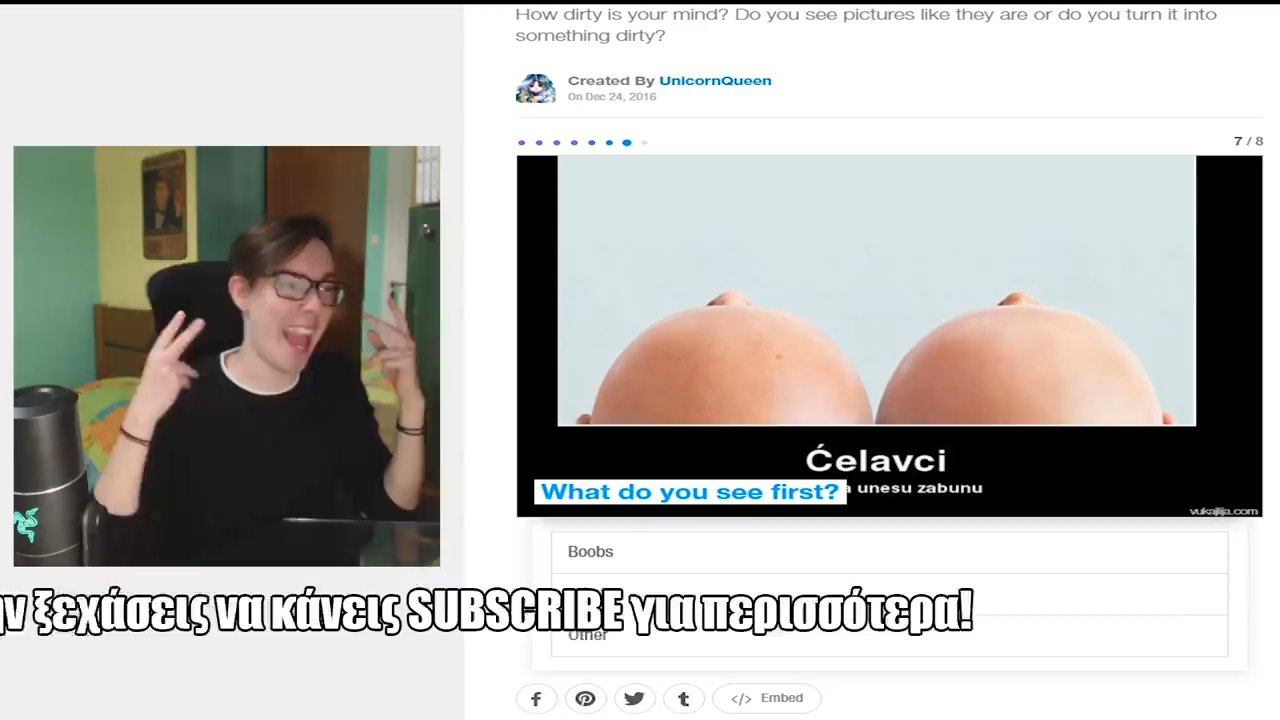 How dirty is your mind? Do you see pictures like they are or do you turn it into
something dirty?
Created By UnicornQueen
On Dec 24, 2016
7 / 8
Ćelavci
What do you see first?
unesu zabunu
vukajlija.com
Boobs
ξεχάσεις να κάνεις SUBSCRIBE για περισσότερα!
Other
f
t
</> Embed